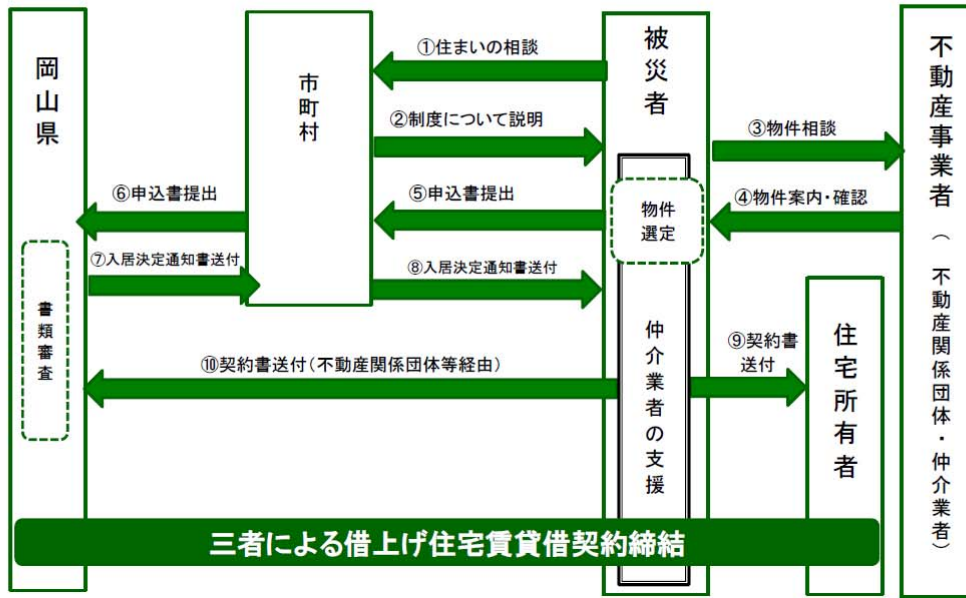 岡山県
市町村
被災者
不動産事業者（不動産関係団体・仲介業者）
①住まいの相談
②制度について説明
③物件相談
④物件案内・確認
⑤申込書提出
⑥申込書提出
物件
選定
⑦入居決定通知書送付
⑧入居決定通知書送付
書類審査
仲介業者の支援
住宅所有者
⑨契約書
送付
⑩契約書送付（不動産関係団体等経由）
三者による借上げ住宅賃貸借契約締結